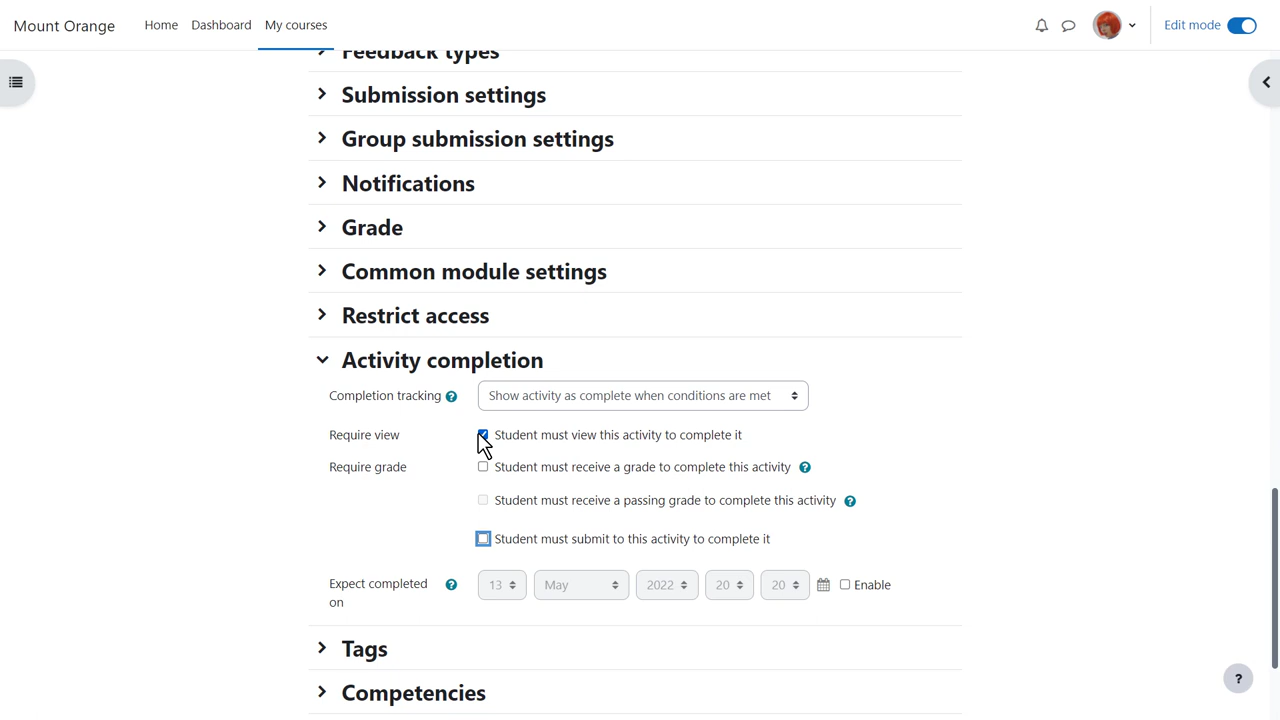 Mount Orange Home Dashboard My courses Edit mode
Feedback types
Submission settings
Group submission settings
Notifications
Grade
Common module settings
Restrict access
Activity completion
Completion tracking ? Show activity as complete when conditions are met
Require view Student must view this activity to complete it
Require grade Student must receive a grade to complete this activity ?
Student must receive a passing grade to complete this activity ?
Student must submit to this activity to complete it
Expect completed ? 13 May 2022 20 20 Enable
on
Tags
?
Competencies